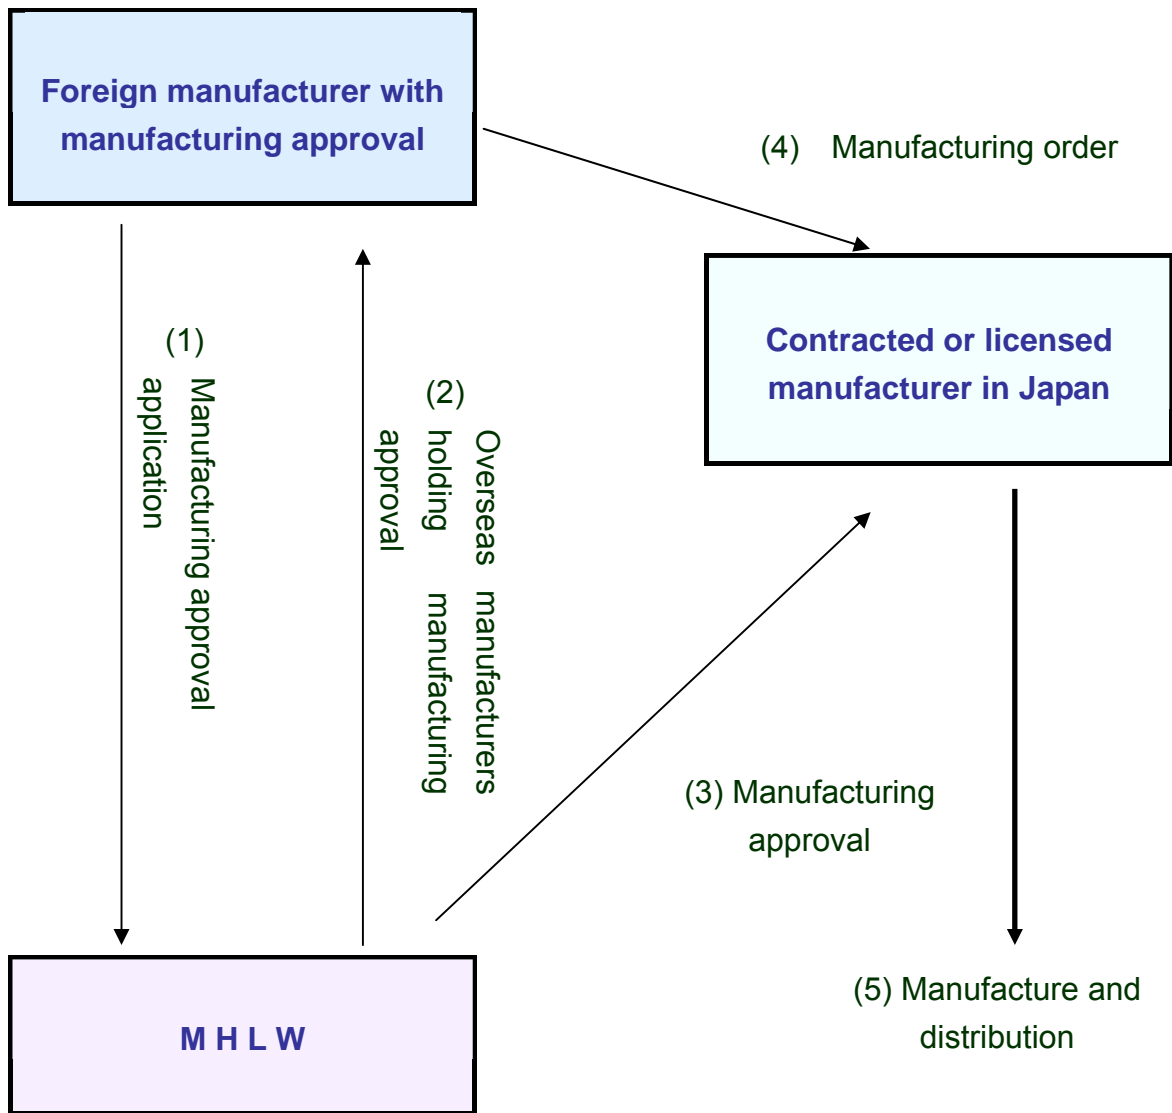 Foreign manufacturer with
manufacturing approval
(4) Manufacturing order
Contracted or licensed
manufacturer in Japan
(1)
Manufacturing approval
application
(2)
Overseas manufacturers
holding manufacturing
approval
(3) Manufacturing
approval
M H L W
(5) Manufacture and
distribution